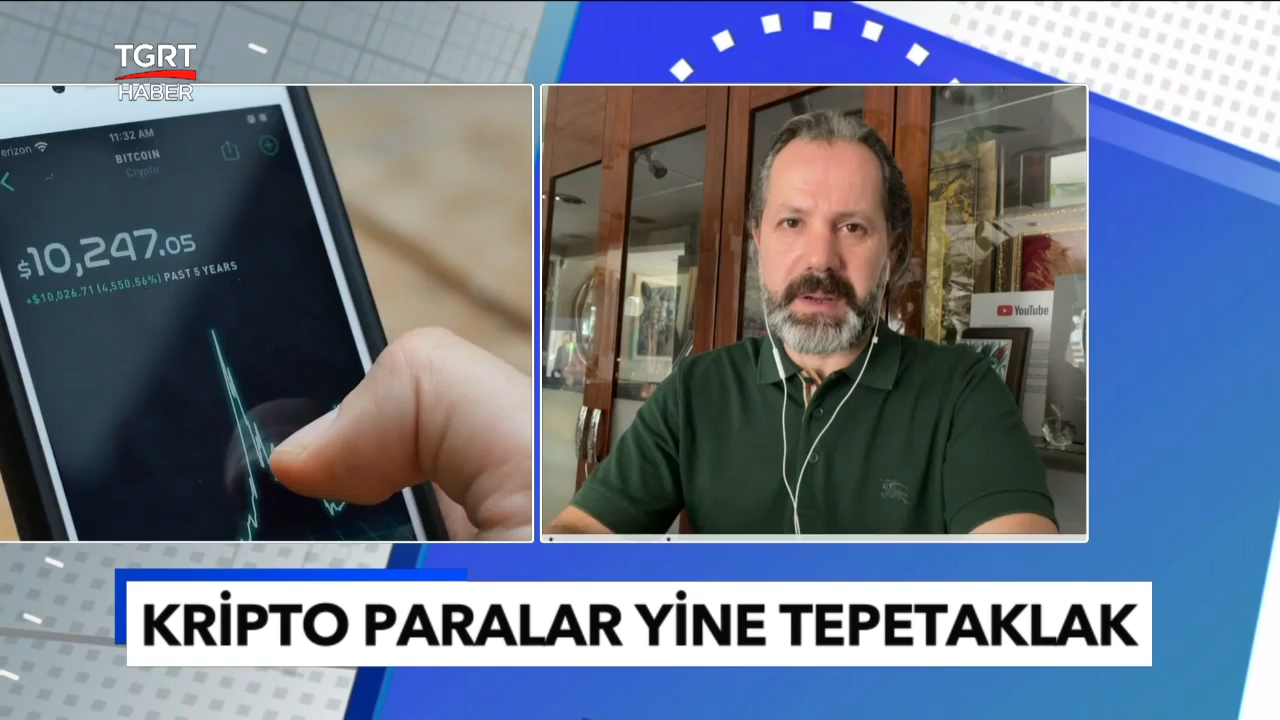 TGRT
HABER
erizon
11:32 AM
BITCOIN
Crypto
$10,247.05
+$10,026.71 (4,550.56%) PAST 5 YEARS
YouTube
KRİPTO PARALAR YİNE TEPETAKLAK